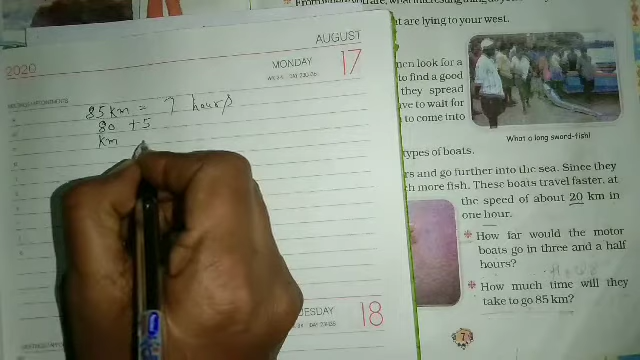 are lying to your west.
AUGUST
2020
MONDAY
17
men look for a
to find a good
they spread
to wait for
to come into
85 km = ? hours
80 + 5
km
What a long sword-fish!
types of boats.
and go further into the sea. Since they
more fish. These boats travel faster, at
the speed of about 20 km in
one hour.
How far would the motor
boats go in three and a half
hours?
How much time will they
take to go 85 km?
18
7